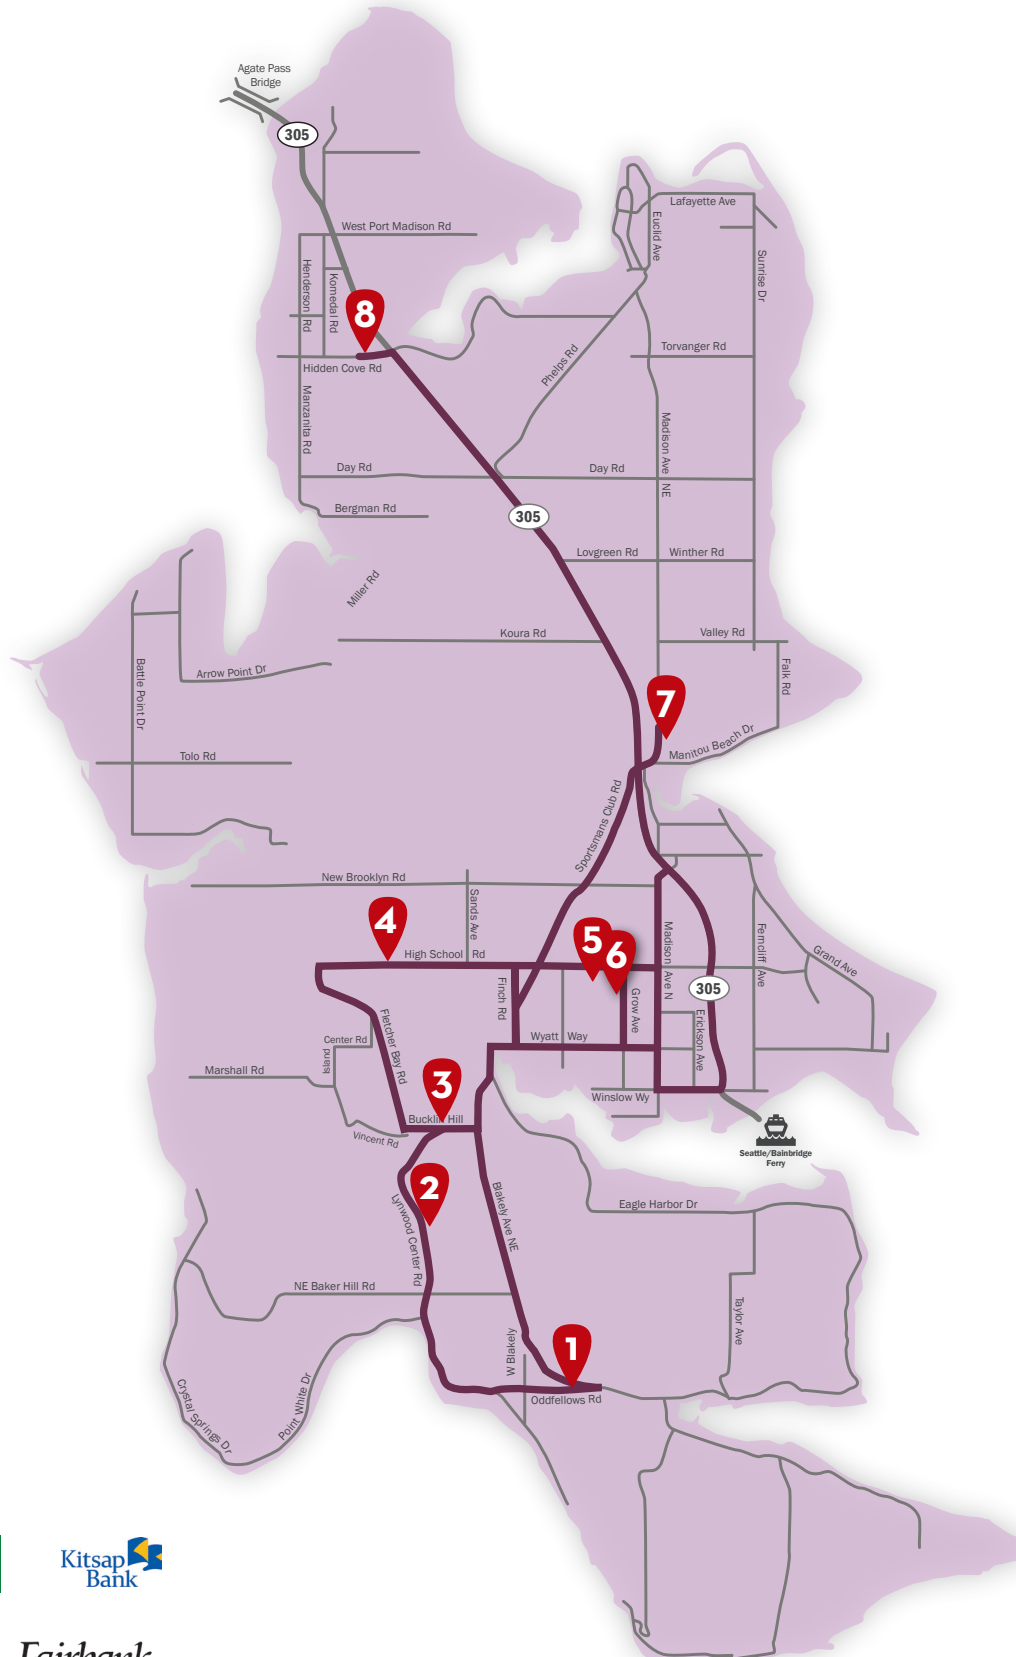 Agate Pass
Bridge
305
Lafayette Ave
Euclid Ave
Sunrise Dr
West Port Madison Rd
Henderson Rd
Komedal Rd
8
Hidden Cove Rd
Torvanger Rd
Phelps Rd
Manzanita Rd
Madison Ave NE
Day Rd
Day Rd
Bergman Rd
305
Lovgreen Rd
Winther Rd
Miller Rd
Koura Rd
Valley Rd
Arrow Point Dr
Battle Point Dr
Falk Rd
7
Manitou Beach Dr
Tolo Rd
Sportsmans Club Rd
New Brooklyn Rd
Sands Ave
4
5
6
High School Rd
Madison Ave N
Ferncliff Ave
Grand Ave
305
Finch Rd
Grow Ave
Erickson Ave
Fletcher Bay Rd
Wyatt Way
Center Rd
Island
Marshall Rd
3
Winslow Wy
Bucklin Hill
Vincent Rd
Seattle/Bainbridge
Ferry
2
Lynwood Center Rd
Blakely Ave NE
Eagle Harbor Dr
NE Baker Hill Rd
Taylor Ave
W Blakely
1
Oddfellows Rd
Crystal Springs Dr
Point White Dr
Kitsap
Bank
Fairbank